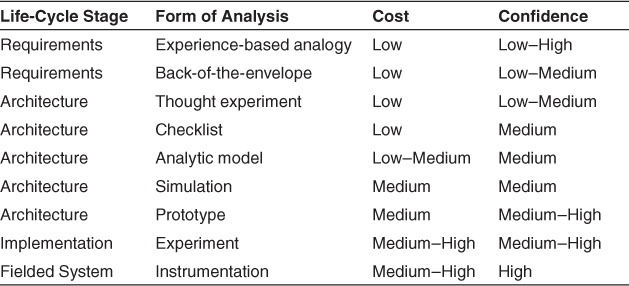 Life-Cycle Stage Form of Analysis Cost Confidence
Requirements Experience-based analogy Low Low–High
Requirements Back-of-the-envelope Low Low–Medium
Architecture Thought experiment Low Low–Medium
Architecture Checklist Low Medium
Architecture Analytic model Low–Medium Medium
Architecture Simulation Medium Medium
Architecture Prototype Medium Medium–High
Implementation Experiment Medium–High Medium–High
Fielded System Instrumentation Medium–High High